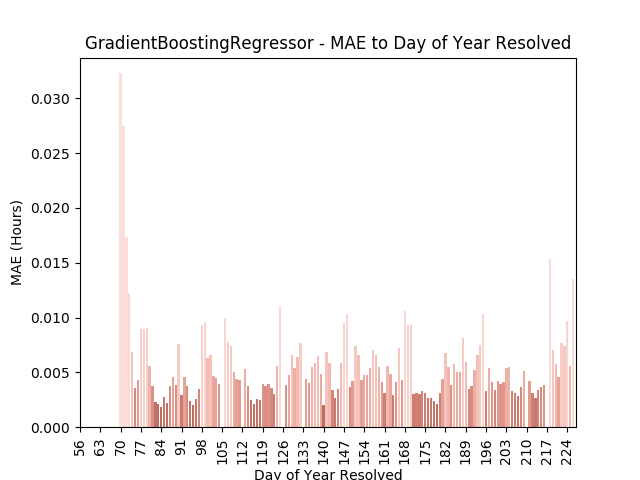 GradientBoostingRegressor - MAE to Day of Year Resolved
MAE (Hours)
0.030
0.025
0.020
0.015
0.010
0.005
0.000
56 63 70 77 84 91 98 105 112 119 126 133 140 147 154 161 168 175 182 189 196 203 210 217 224
Day of Year Resolved